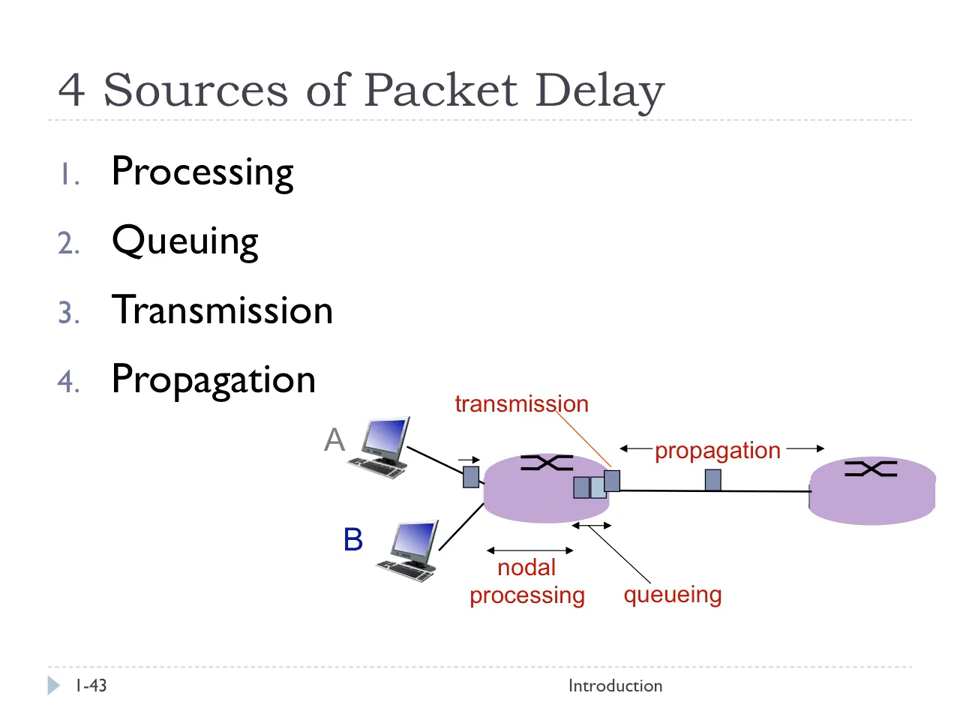 4 Sources of Packet Delay
1. Processing
2. Queuing
3. Transmission
4. Propagation
transmission
A
propagation
B
nodal
processing
queueing
1-43
Introduction